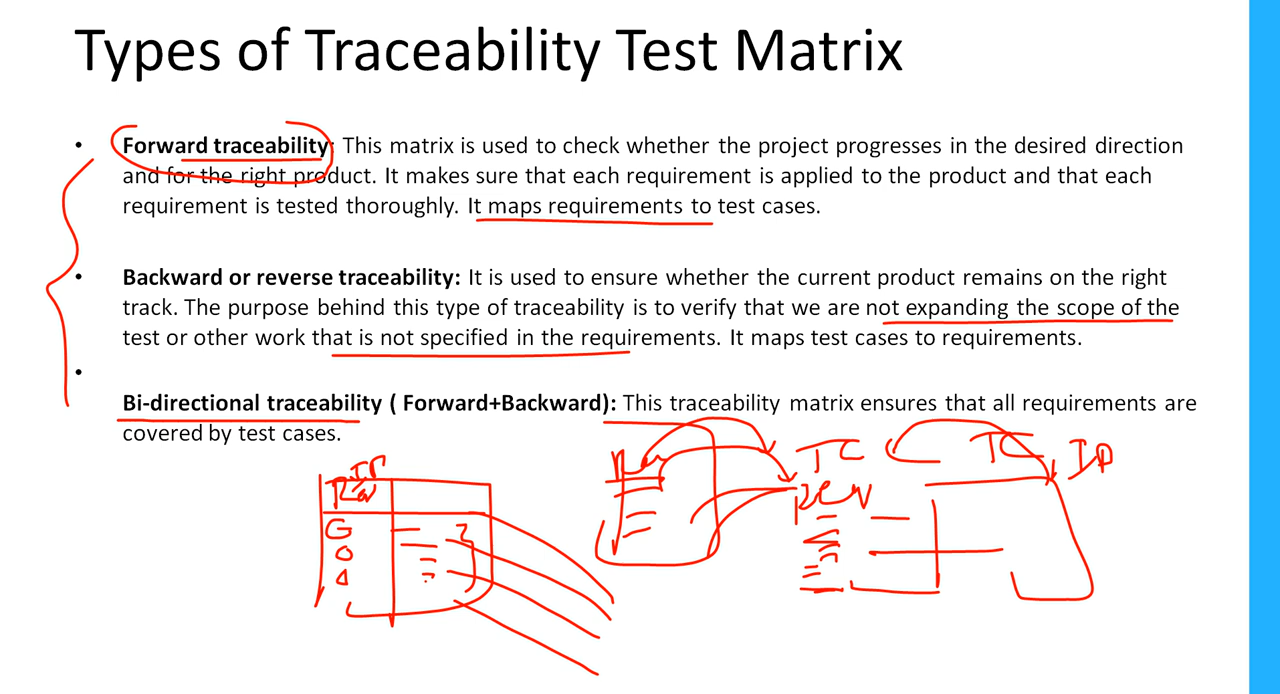 Types of Traceability Test Matrix
• Forward traceability: This matrix is used to check whether the project progresses in the desired direction
and for the right product. It makes sure that each requirement is applied to the product and that each
requirement is tested thoroughly. It maps requirements to test cases.
• Backward or reverse traceability: It is used to ensure whether the current product remains on the right
track. The purpose behind this type of traceability is to verify that we are not expanding the scope of the
test or other work that is not specified in the requirements. It maps test cases to requirements.
•
Bi-directional traceability ( Forward+Backward): This traceability matrix ensures that all requirements are
covered by test cases.
TC TC ID